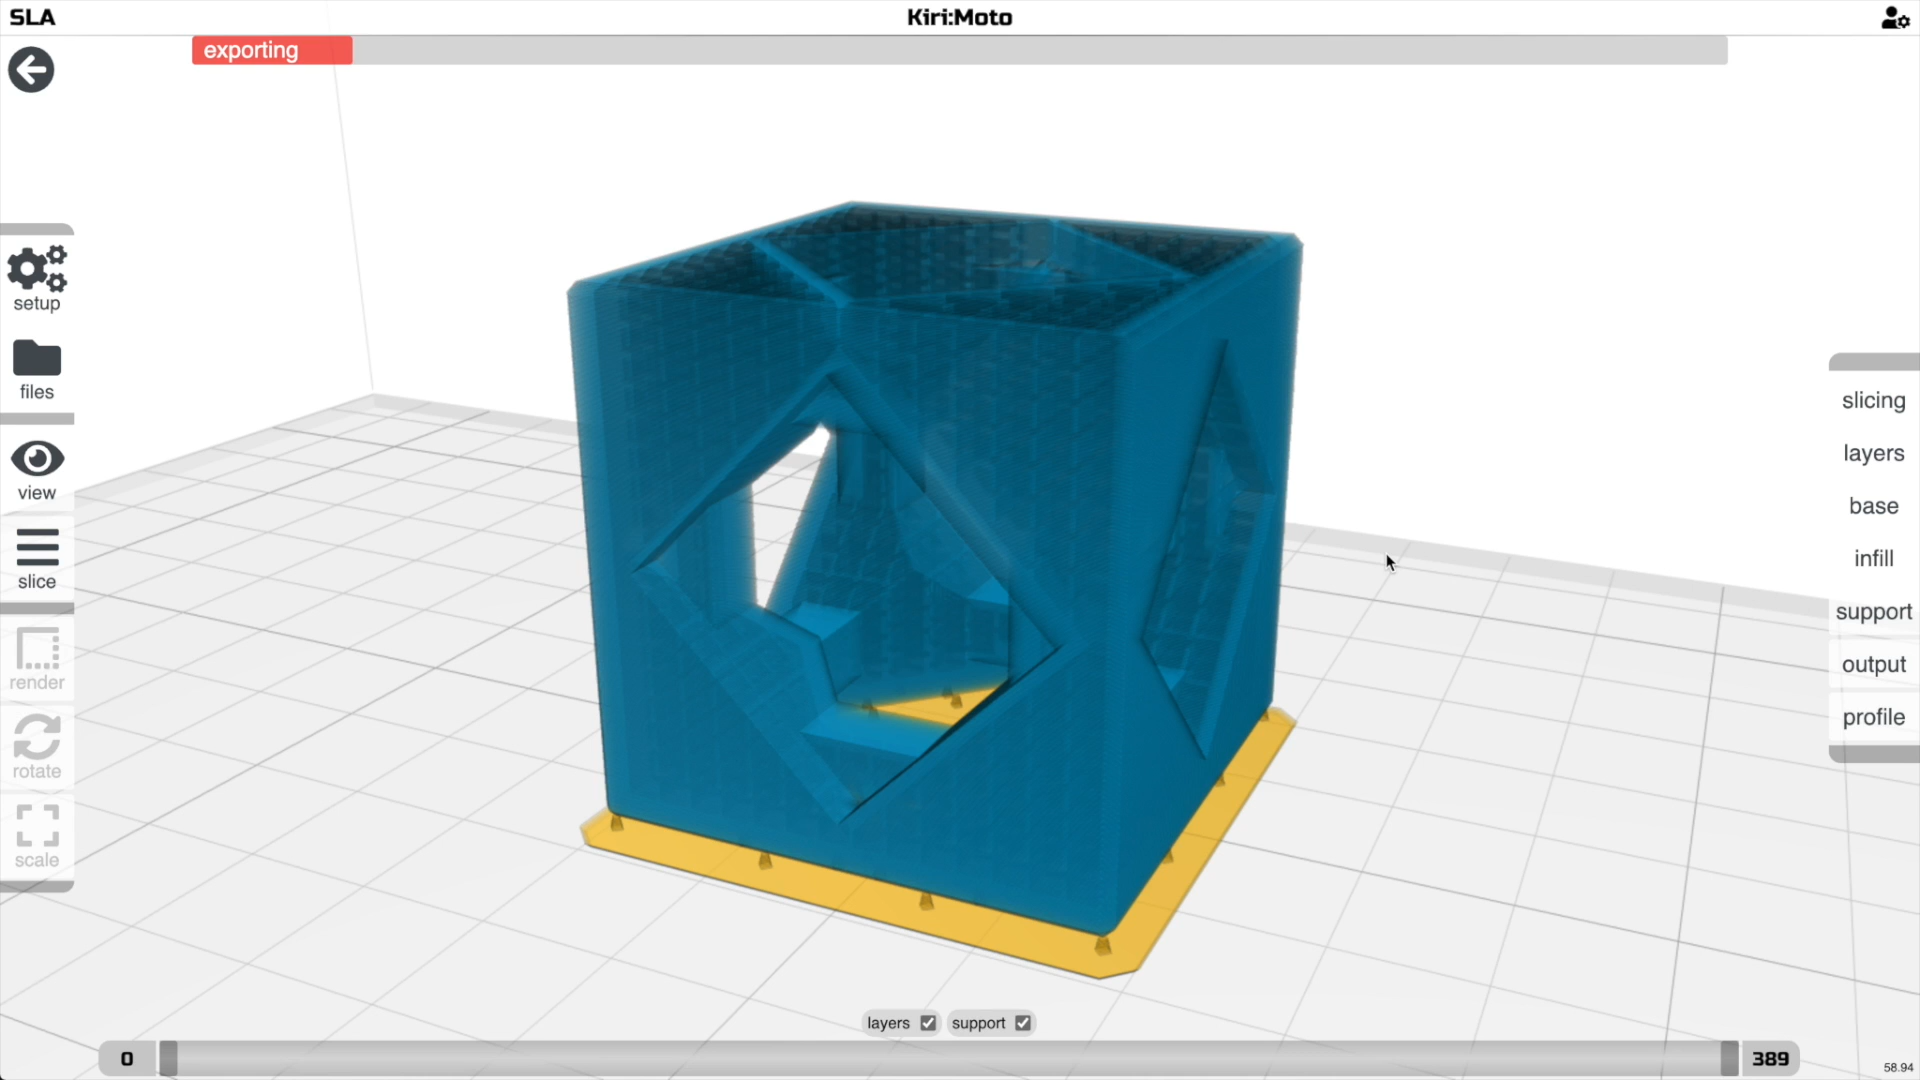 SLA
Kiri:Moto
exporting
setup
files
view
slice
render
rotate
scale
slicing
layers
base
infill
support
output
profile
layers
support
0
389
58.94